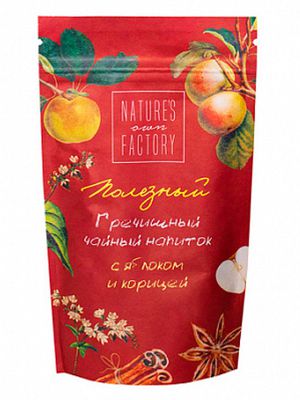 NATURE'S
own
FACTORY
Полезный
Гречишный
чайный напиток
с яблоком
и корицей